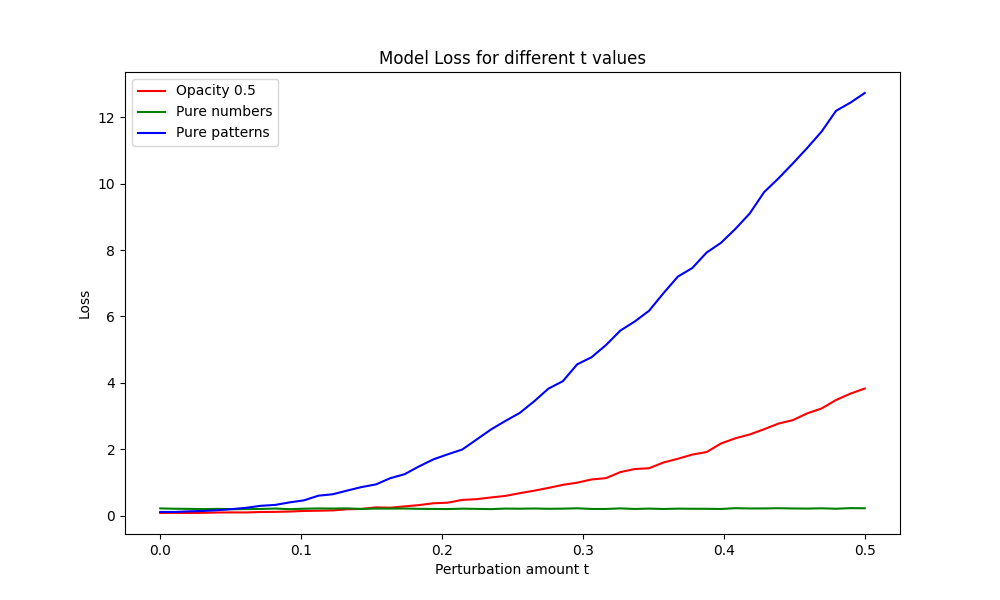 Model Loss for different t values
Opacity 0.5
Pure numbers
Pure patterns
Loss
12
10
8
6
4
2
0
0.0 0.1 0.2 0.3 0.4 0.5
Perturbation amount t